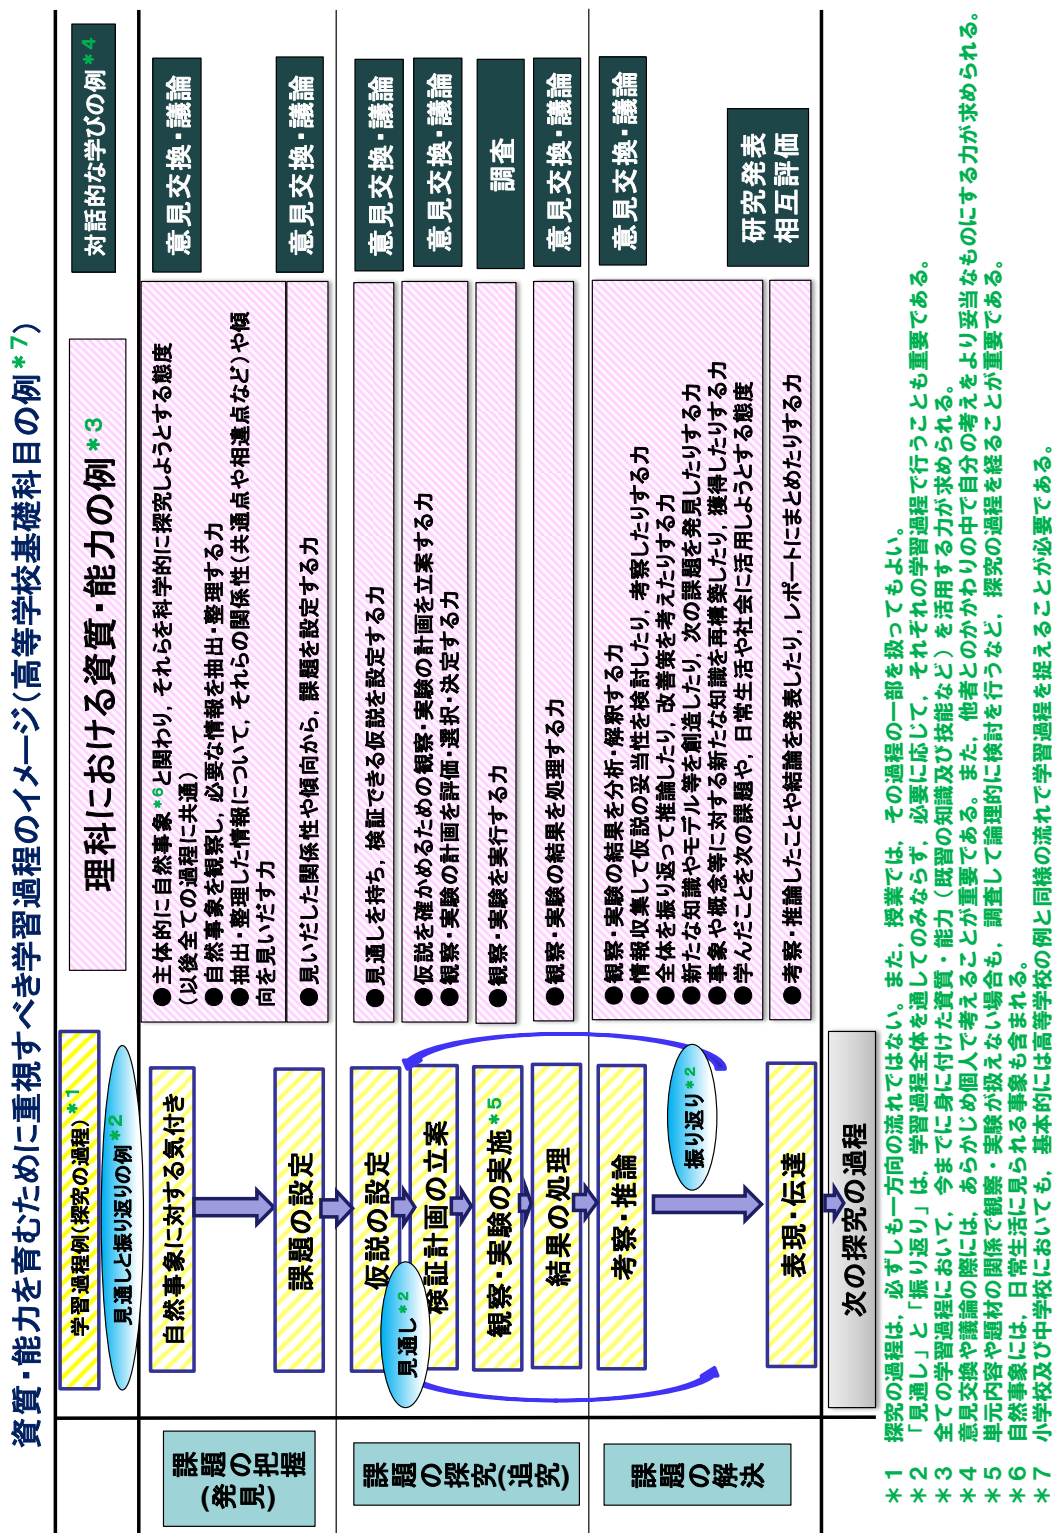 資質・能力を育むために重視すべき学習過程のイメージ(高等学校基礎科目の例*7)
学習過程例(探究の過程)*1
見通しと振り返りの例*2
理科における資質・能力の例*3
対話的な学びの例*4
課題の把握
(発見)
自然事象に対する気付き
●主体的に自然事象*6と関わり,それらを科学的に探究しようとする態度
(以後全ての過程に共通)
●自然事象を観察し,必要な情報を抽出・整理する力
●抽出・整理した情報について,それらの関係性(共通点や相違点など)や傾
向を見いだす力
意見交換・議論
課題の設定
●見いだした関係性や傾向から,課題を設定する力
意見交換・議論
課題の探究(追究)
仮説の設定
●見通しを持ち,検証できる仮説を設定する力
意見交換・議論
見通し*2
検証計画の立案
●仮説を確かめるための観察・実験の計画を立案する力
●観察・実験の計画を評価・選択・決定する力
意見交換・議論
観察・実験の実施*5
●観察・実験を実行する力
調査
結果の処理
●観察・実験の結果を処理する力
意見交換・議論
課題の解決
考察・推論
●観察・実験の結果を分析・解釈する力
●情報収集して仮説の妥当性を検討したり,考察したりする力
●全体を振り返って推論したり,改善策を考えたりする力
●新たな知識やモデル等を創造したり,次の課題を発見したりする力
●事象や概念等に対する新たな知識を再構築したり,獲得したりする力
●学んだことを次の課題や,日常生活や社会に活用しようとする態度
意見交換・議論
振り返り*2
表現・伝達
●考察・推論したことや結論を発表したり,レポートにまとめたりする力
研究発表
相互評価
次の探究の過程
*1 探究の過程は,必ずしも一方向の流れではない。また,授業では,その過程の一部を扱ってもよい。
*2 「見通し」と「振り返り」は,学習過程全体を通してのみならず,必要に応じて,それぞれの学習過程で行うことも重要である。
*3 全ての学習過程において,今までに身に付けた資質・能力(既習の知識及び技能など)を活用する力が求められる。
*4 意見交換や議論の際には,あらかじめ個人で考えることが重要である。また,他者とのかかわりの中で自分の考えをより妥当なものにする力が求められる。
*5 単元内容や題材の関係で観察・実験が扱えない場合も,調査して論理的に検討を行うなど,探究の過程を経ることが重要である。
*6 自然事象には,日常生活に見られる事象も含まれる。
*7 小学校及び中学校においても,基本的には高等学校の例と同様の流れで学習過程を捉えることが必要である。